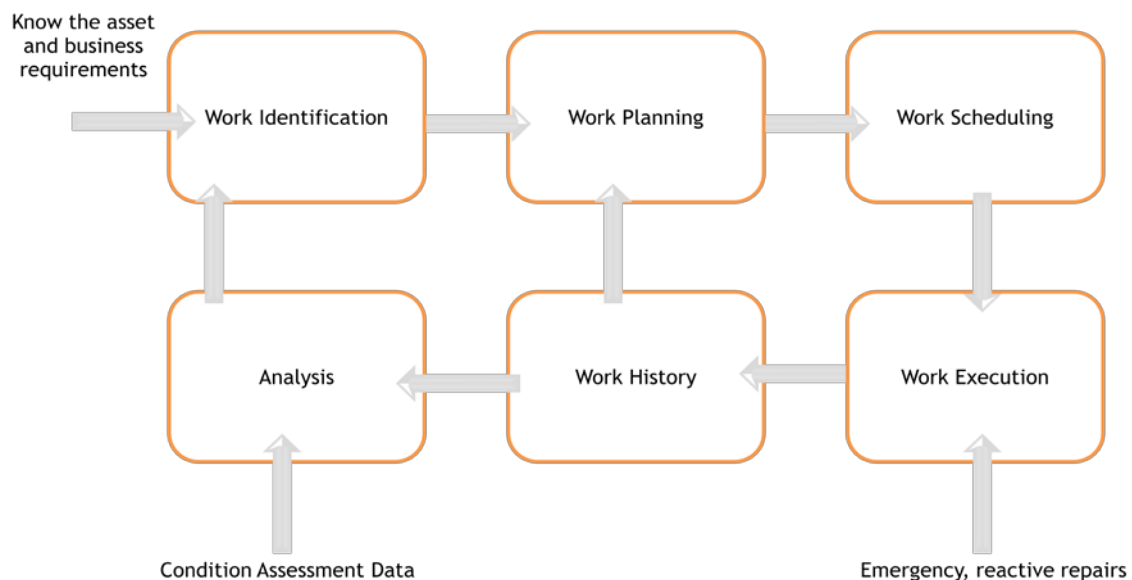 Know the asset
and business
requirements
Work Identification
Work Planning
Work Scheduling
Analysis
Work History
Work Execution
Condition Assessment Data
Emergency, reactive repairs